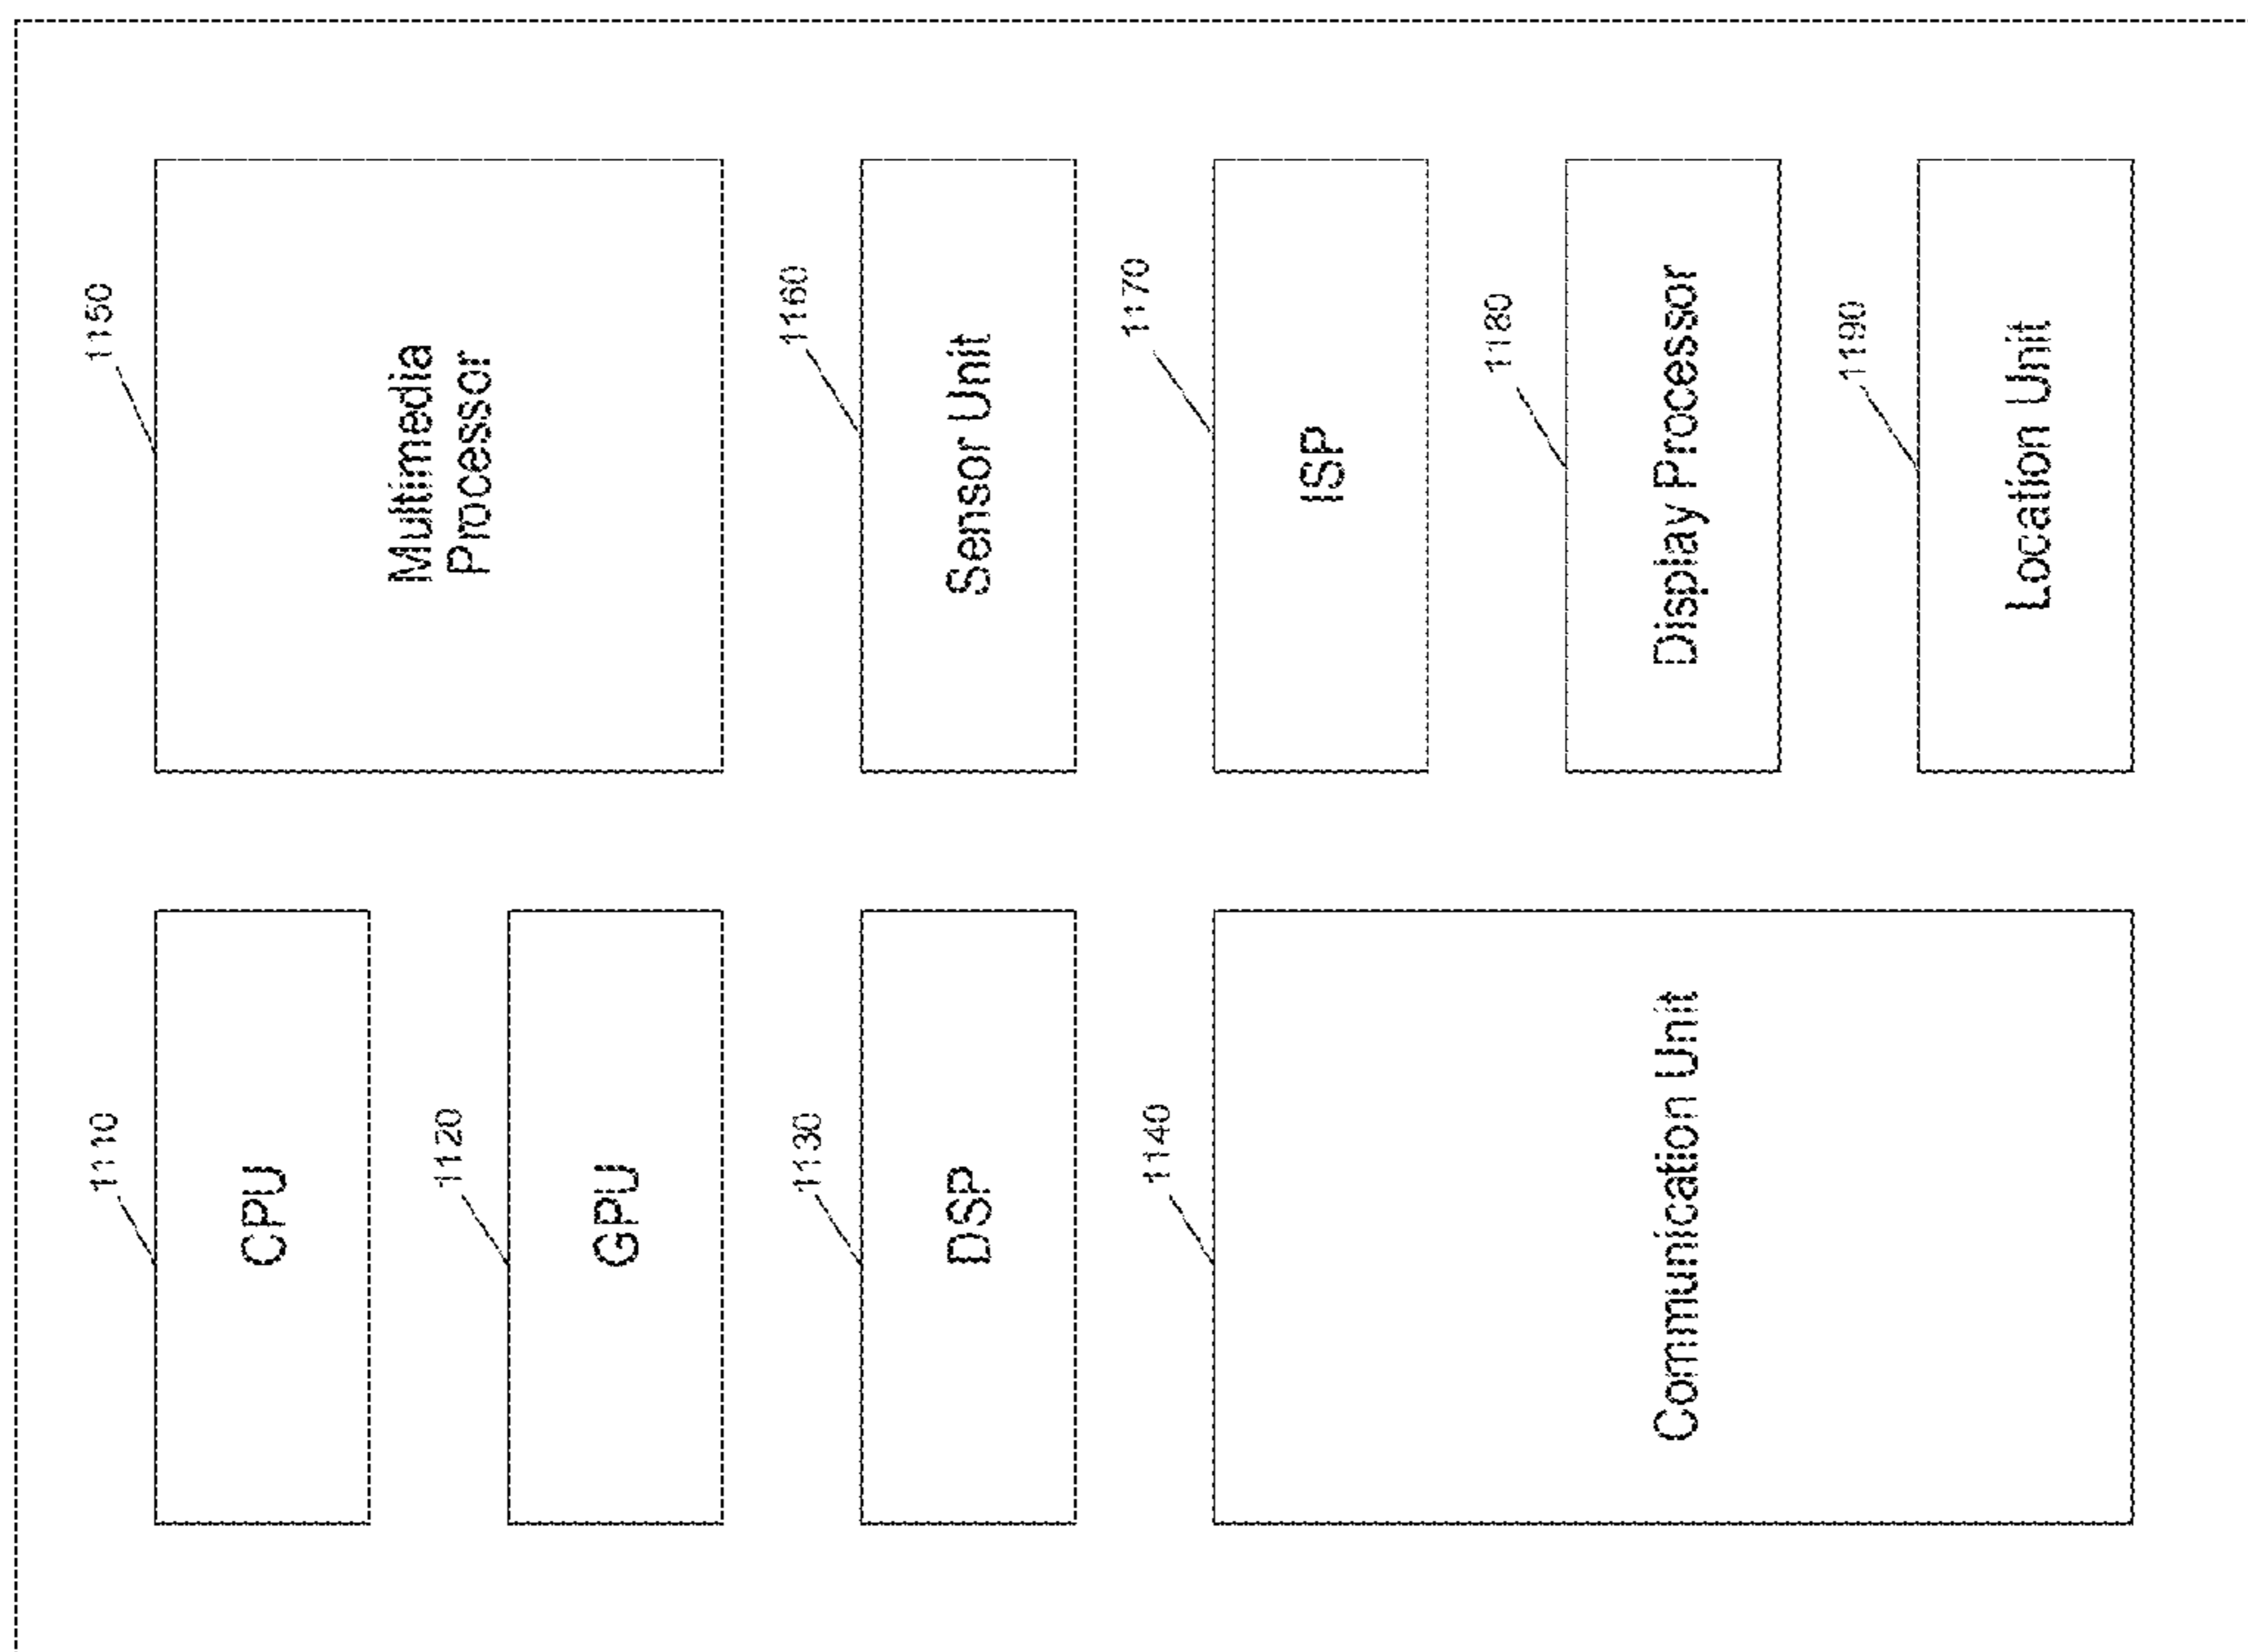 1110
CPU
1120
GPU
1130
DSP
1140
Communication Unit
1150
Multimedia
Processor
1160
Sensor Unit
1170
ISP
1180
Display Processor
1190
Location Unit